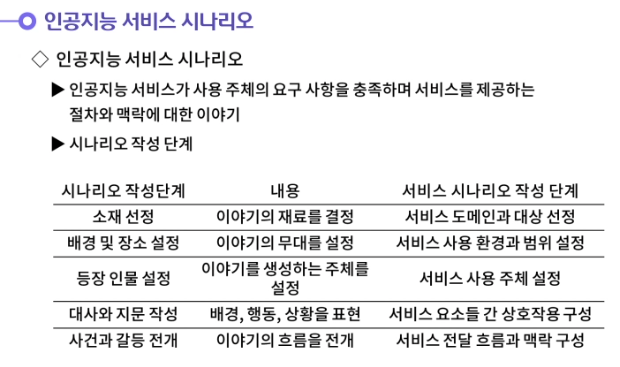 인공지능 서비스 시나리오
◇ 인공지능 서비스 시나리오
▶ 인공지능 서비스가 사용 주체의 요구 사항을 충족하며 서비스를 제공하는
절차와 맥락에 대한 이야기
▶ 시나리오 작성 단계
시나리오 작성단계 내용 서비스 시나리오 작성 단계
소재 선정 이야기의 재료를 결정 서비스 도메인과 대상 선정
배경 및 장소 설정 이야기의 무대를 설정 서비스 사용 환경과 범위 설정
등장 인물 설정 이야기를 생성하는 주체를 설정 서비스 사용 주체 설정
대사와 지문 작성 배경, 행동, 상황을 표현 서비스 요소들 간 상호작용 구성
사건과 갈등 전개 이야기의 흐름을 전개 서비스 전달 흐름과 맥락 구성